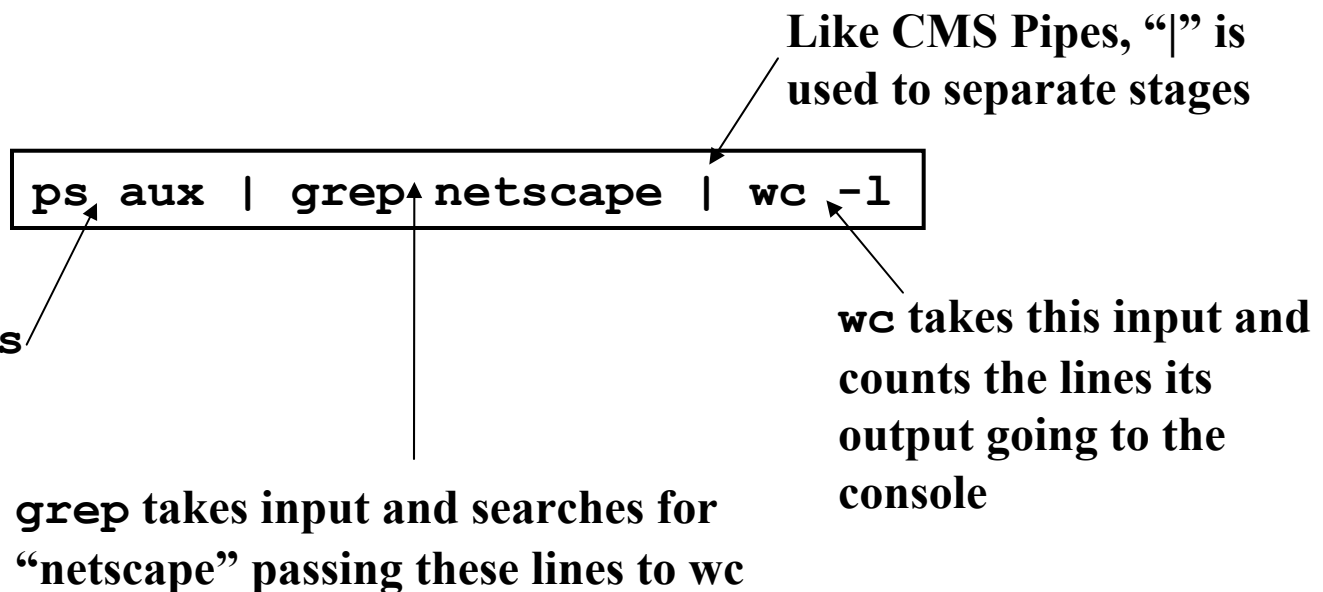 Like CMS Pipes, “|” is
used to separate stages
ps aux | grep netscape | wc –l
wc takes this input and
counts the lines its
output going to the
console
grep takes input and searches for
“netscape” passing these lines to wc